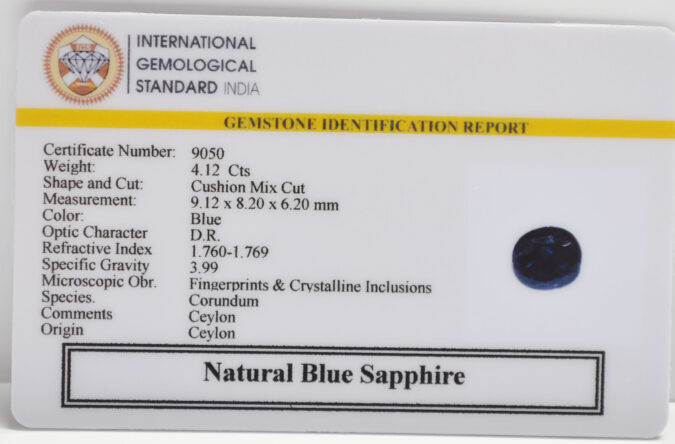 INTERNATIONAL
GEMOLOGICAL
STANDARD INDIA
GEMSTONE IDENTIFICATION REPORT
Certificate Number: 9050
Weight: 4.12 Cts
Shape and Cut: Cushion Mix Cut
Measurement: 9.12 x 8.20 x 6.20 mm
Color: Blue
Optic Character D.R.
Refractive Index 1.760-1.769
Specific Gravity 3.99
Microscopic Obr. Fingerprints & Crystalline Inclusions
Species. Corundum
Comments Ceylon
Origin Ceylon
Natural Blue Sapphire